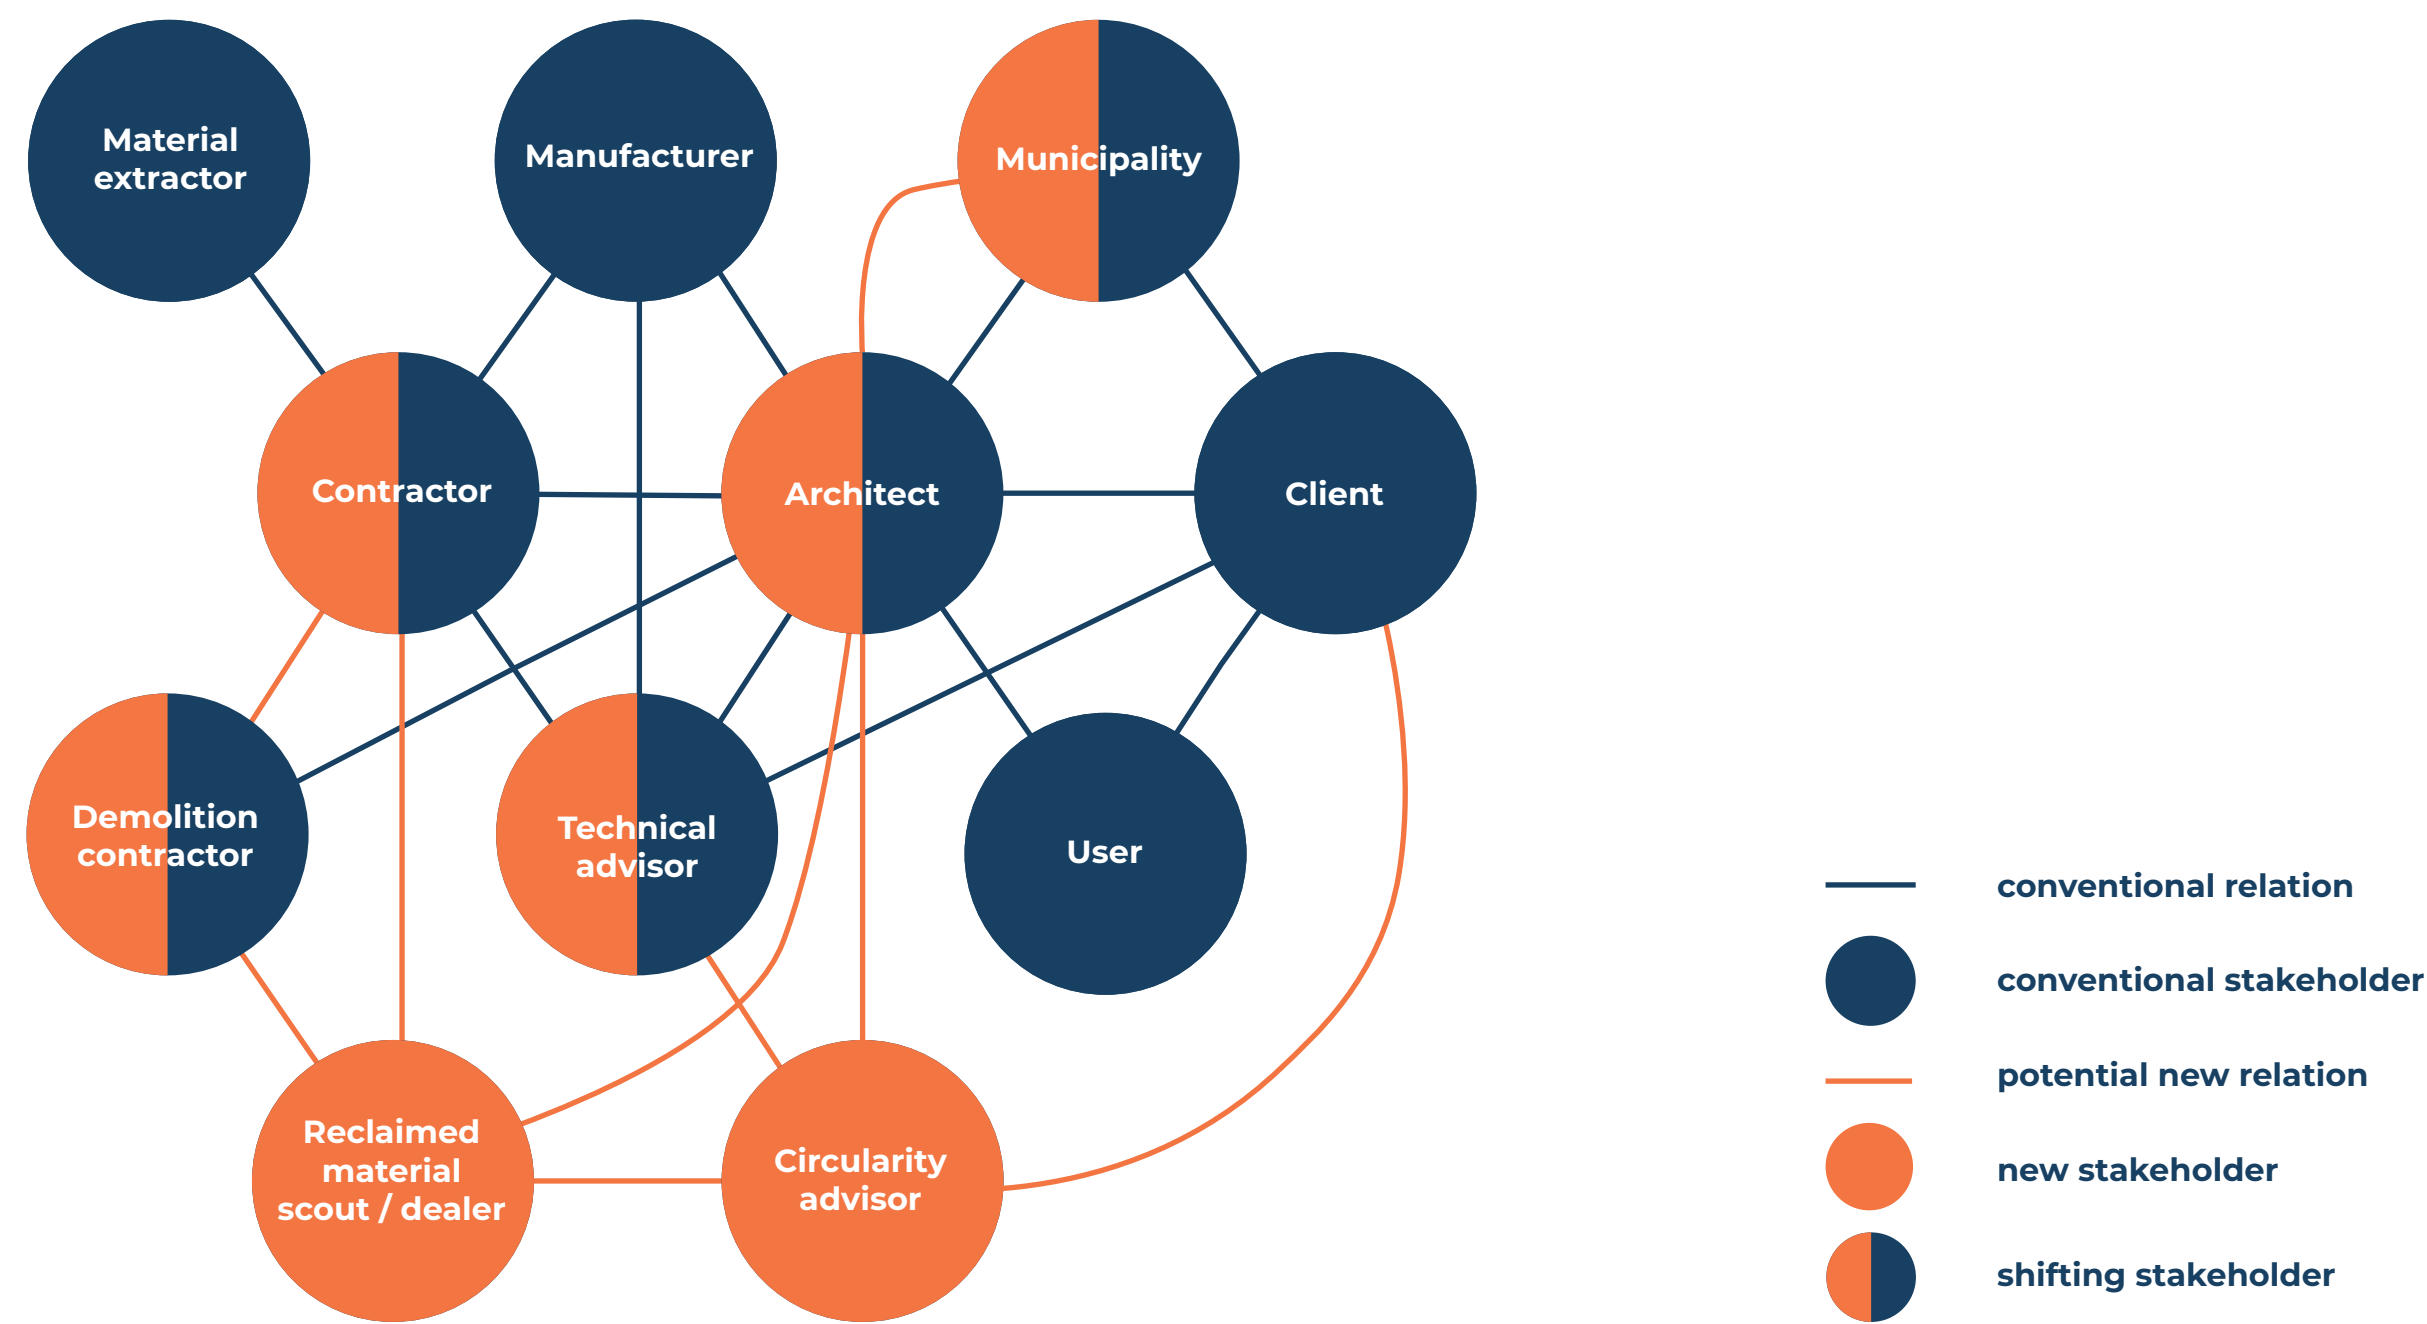 Material
extractor
Manufacturer
Municipality
Contractor
Architect
Client
Demolition
contractor
Technical
advisor
User
Reclaimed
material
scout / dealer
Circularity
advisor
conventional relation
conventional stakeholder
potential new relation
new stakeholder
shifting stakeholder